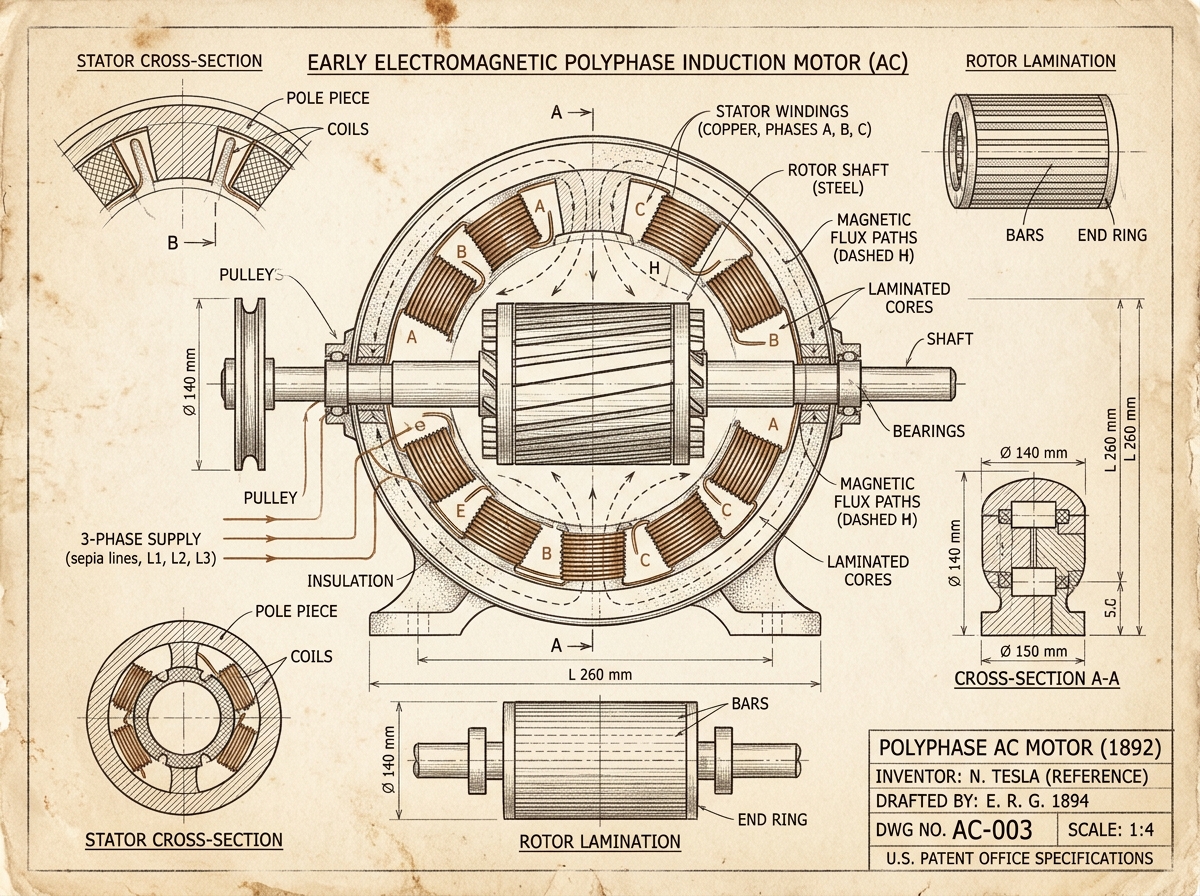 STATOR CROSS-SECTION
EARLY ELECTROMAGNETIC POLYPHASE INDUCTION MOTOR (AC)
ROTOR LAMINATION
POLE PIECE
COILS
B
A
STATOR WINDINGS
(COPPER, PHASES A, B, C)
ROTOR SHAFT
(STEEL)
MAGNETIC
FLUX PATHS
(DASHED H)
LAMINATED
CORES
BARS
END RING
PULLEYS
SHAFT
BEARINGS
A
C
B
H
A
B
A
e
E
B
C
C
Ø 140 mm
PULLEY
3-PHASE SUPPLY
(sepia lines, L1, L2, L3)
INSULATION
MAGNETIC
FLUX PATHS
(DASHED H)
LAMINATED
CORES
L 260 mm
L 260 mm
Ø 140 mm
Ø 140 mm
5.C
Ø 150 mm
CROSS-SECTION A-A
A
L 260 mm
POLE PIECE
COILS
STATOR CROSS-SECTION
Ø 140 mm
BARS
END RING
ROTOR LAMINATION
POLYPHASE AC MOTOR (1892)
INVENTOR: N. TESLA (REFERENCE)
DRAFTED BY: E. R. G. 1894
DWG NO. AC-003 SCALE: 1:4
U.S. PATENT OFFICE SPECIFICATIONS